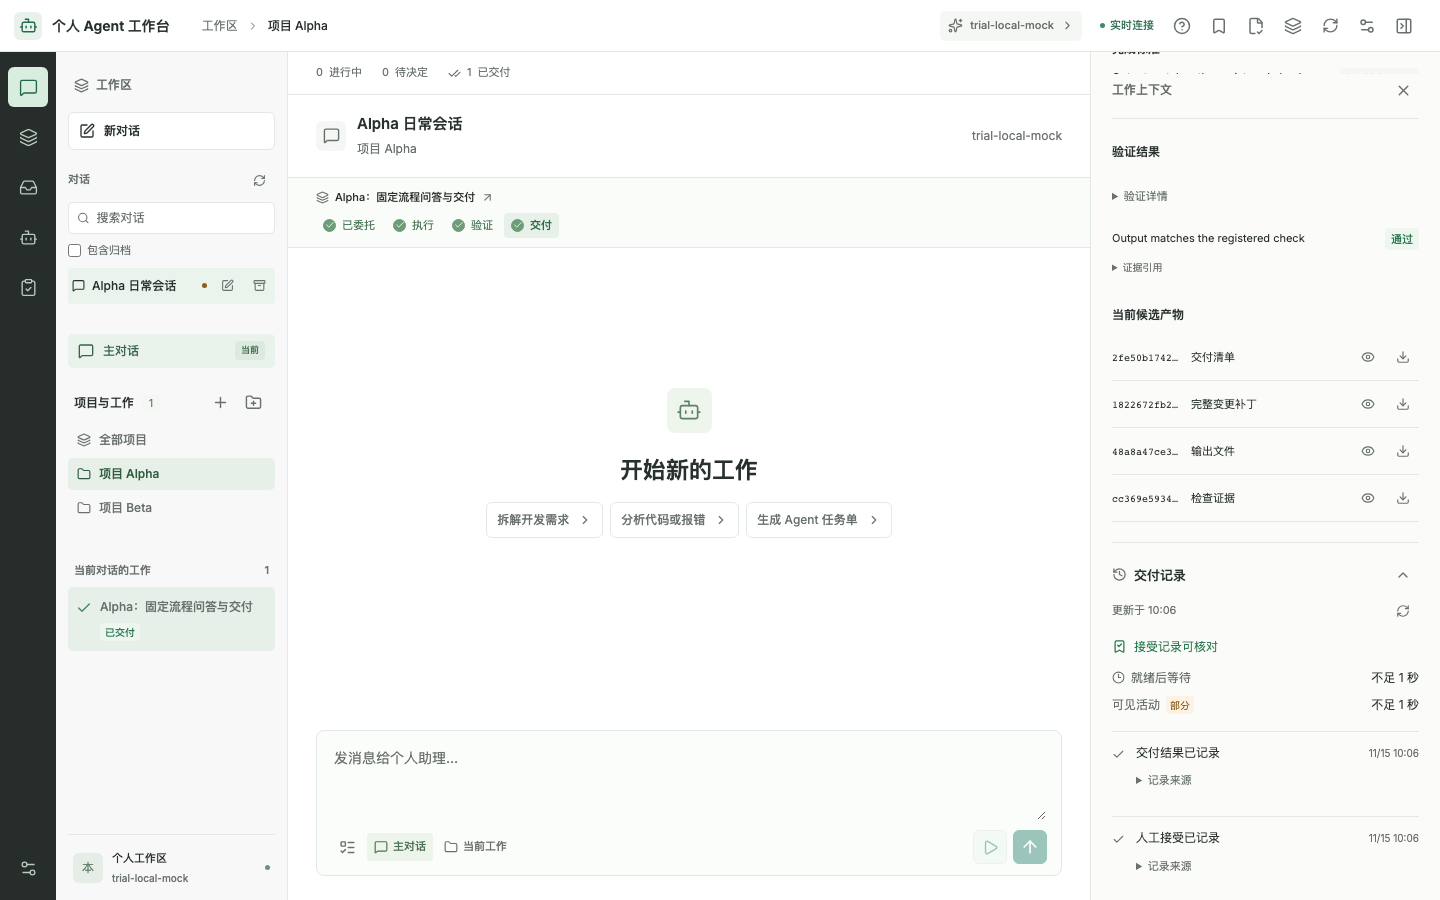 个人 Agent 工作台
工作区
项目 Alpha
trial-local-mock
实时连接
工作区
新对话
对话
搜索对话
包含归档
Alpha 日常会话
主对话
当前
项目与工作 1
全部项目
项目 Alpha
项目 Beta
当前对话的工作 1
Alpha：固定流程问答与交付
已交付
本
个人工作区
trial-local-mock
0 进行中
0 待决定
1 已交付
Alpha 日常会话
项目 Alpha
trial-local-mock
Alpha：固定流程问答与交付
已委托
执行
验证
交付
开始新的工作
拆解开发需求
分析代码或报错
生成 Agent 任务单
发消息给个人助理...
主对话
当前工作
工作上下文
验证结果
验证详情
Output matches the registered check
通过
证据引用
当前候选产物
2fe50b1742… 交付清单
1822672fb2… 完整变更补丁
48a8a47ce3… 输出文件
cc369e5934… 检查证据
交付记录
更新于 10:06
接受记录可核对
就绪后等待 不足 1 秒
可见活动 部分 不足 1 秒
交付结果已记录 11/15 10:06
记录来源
人工接受已记录 11/15 10:06
记录来源